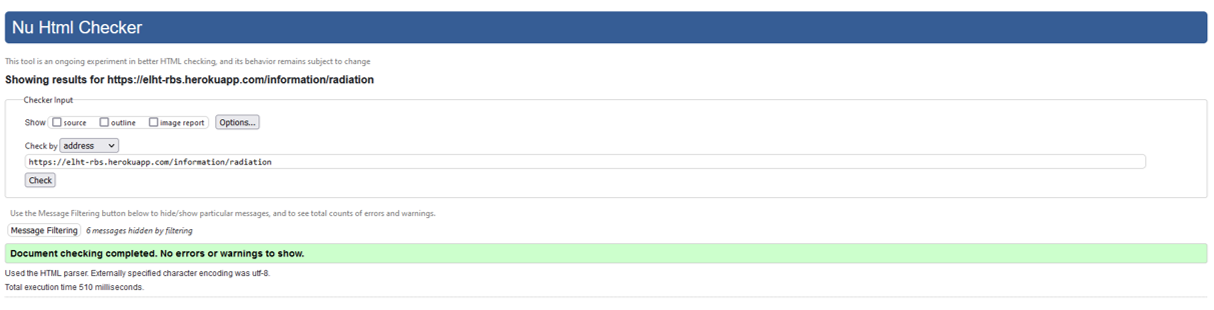 Nu Html Checker
This tool is an ongoing experiment in better HTML checking, and its behavior remains subject to change
Showing results for https://elht-rbs.herokuapp.com/information/radiation
Checker Input
Show source outline image report Options...
Check by address
https://elht-rbs.herokuapp.com/information/radiation
Check
Use the Message Filtering button below to hide/show particular messages, and to see total counts of errors and warnings.
Message Filtering 6 messages hidden by filtering
Document checking completed. No errors or warnings to show.
Used the HTML parser. Externally specified character encoding was utf-8.
Total execution time 510 milliseconds.